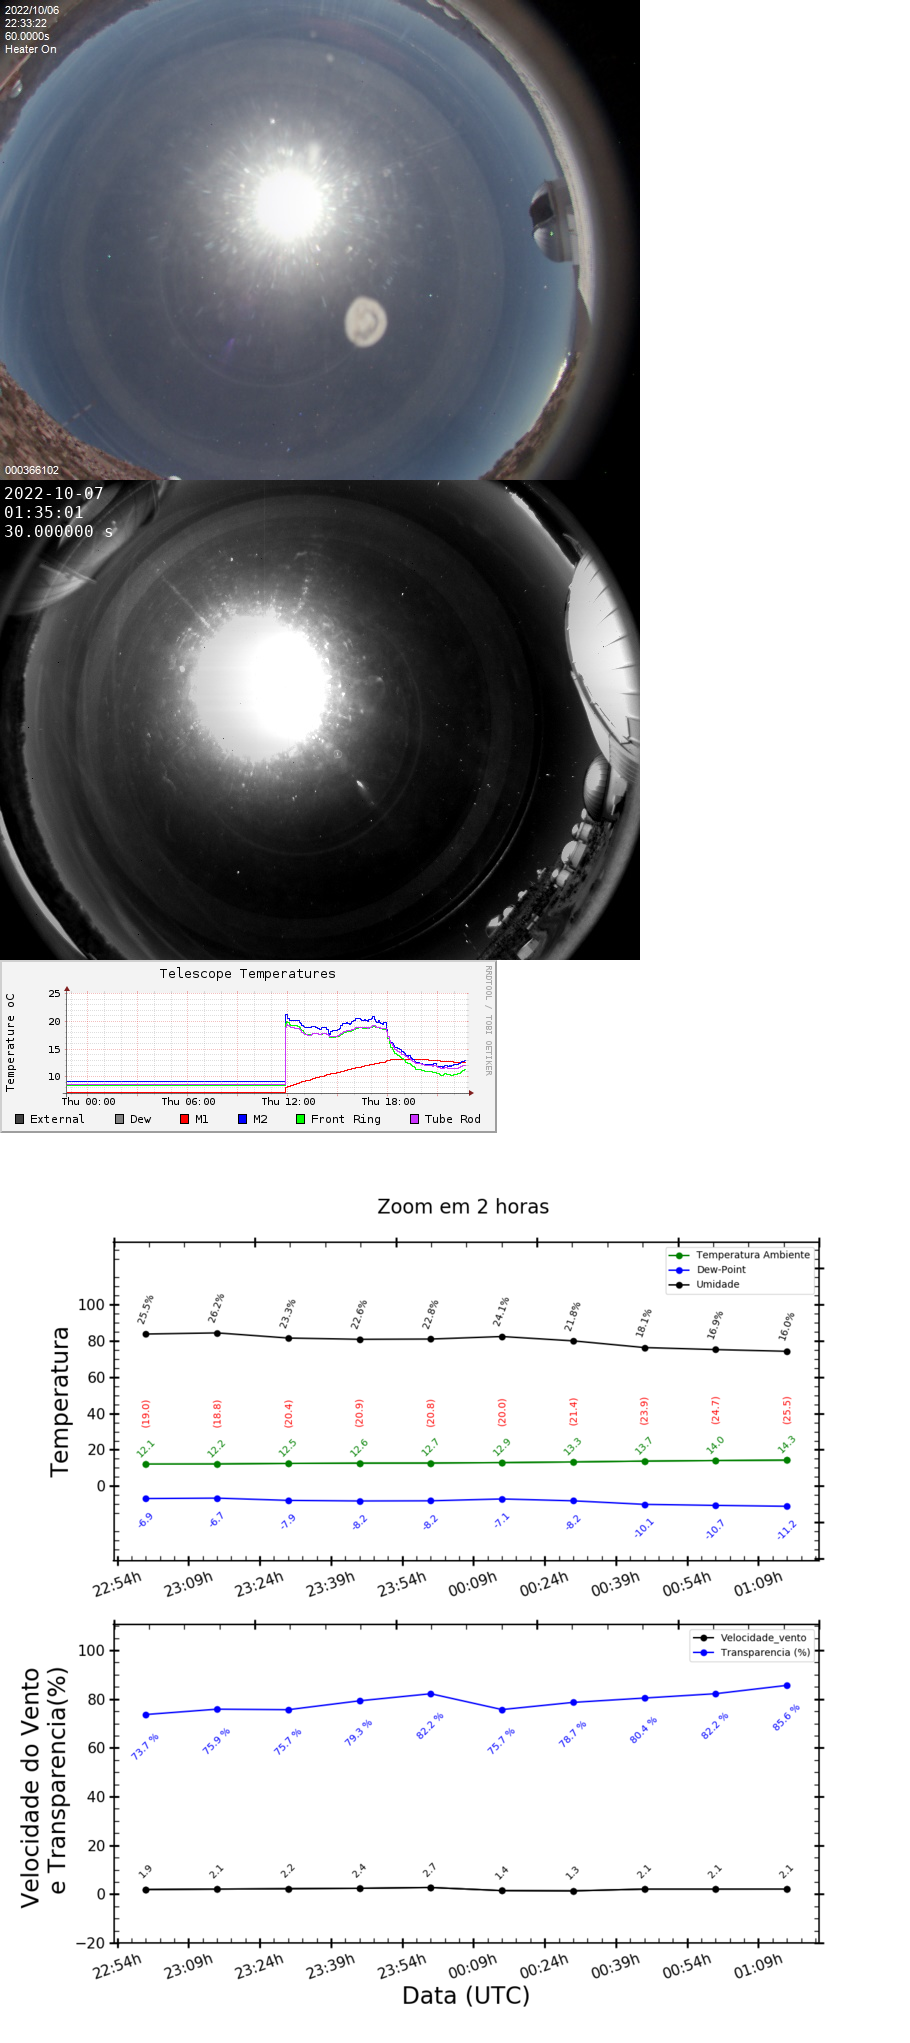 2022/10/06
22:33:22
60.0000s
Heater On
000366102
2022-10-07
01:35:01
30.000000 s
Telescope Temperatures
RRDTOOL / TOBI OETIKER
Temperature oC
25
20
15
10
Thu 00:00 Thu 06:00 Thu 12:00 Thu 18:00
External Dew M1 M2 Front Ring Tube Rod
Zoom em 2 horas
Temperatura Ambiente
Dew-Point
Umidade
Temperatura
100
80
60
40
20
0
25.5% 26.2% 23.3% 22.6% 22.8% 24.1% 21.8% 18.1% 16.9% 16.0%
(19.0) (18.8) (20.4) (20.9) (20.8) (20.0) (21.4) (23.9) (24.7) (25.5)
12.1 12.2 12.5 12.6 12.7 12.9 13.3 13.7 14.0 14.3
-6.9 -6.7 -7.9 -8.2 -8.2 -7.1 -8.2 -10.1 -10.7 -11.2
22:54h 23:09h 23:24h 23:39h 23:54h 00:09h 00:24h 00:39h 00:54h 01:09h
Velocidade_vento
Transparencia (%)
Velocidade do Vento
e Transparencia(%)
100
80
60
40
20
0
−20
73.7 % 75.9 % 75.7 % 79.3 % 82.2 % 75.7 % 78.7 % 80.4 % 82.2 % 85.6 %
1.9 2.1 2.2 2.4 2.7 1.4 1.3 2.1 2.1 2.1
22:54h 23:09h 23:24h 23:39h 23:54h 00:09h 00:24h 00:39h 00:54h 01:09h
Data (UTC)